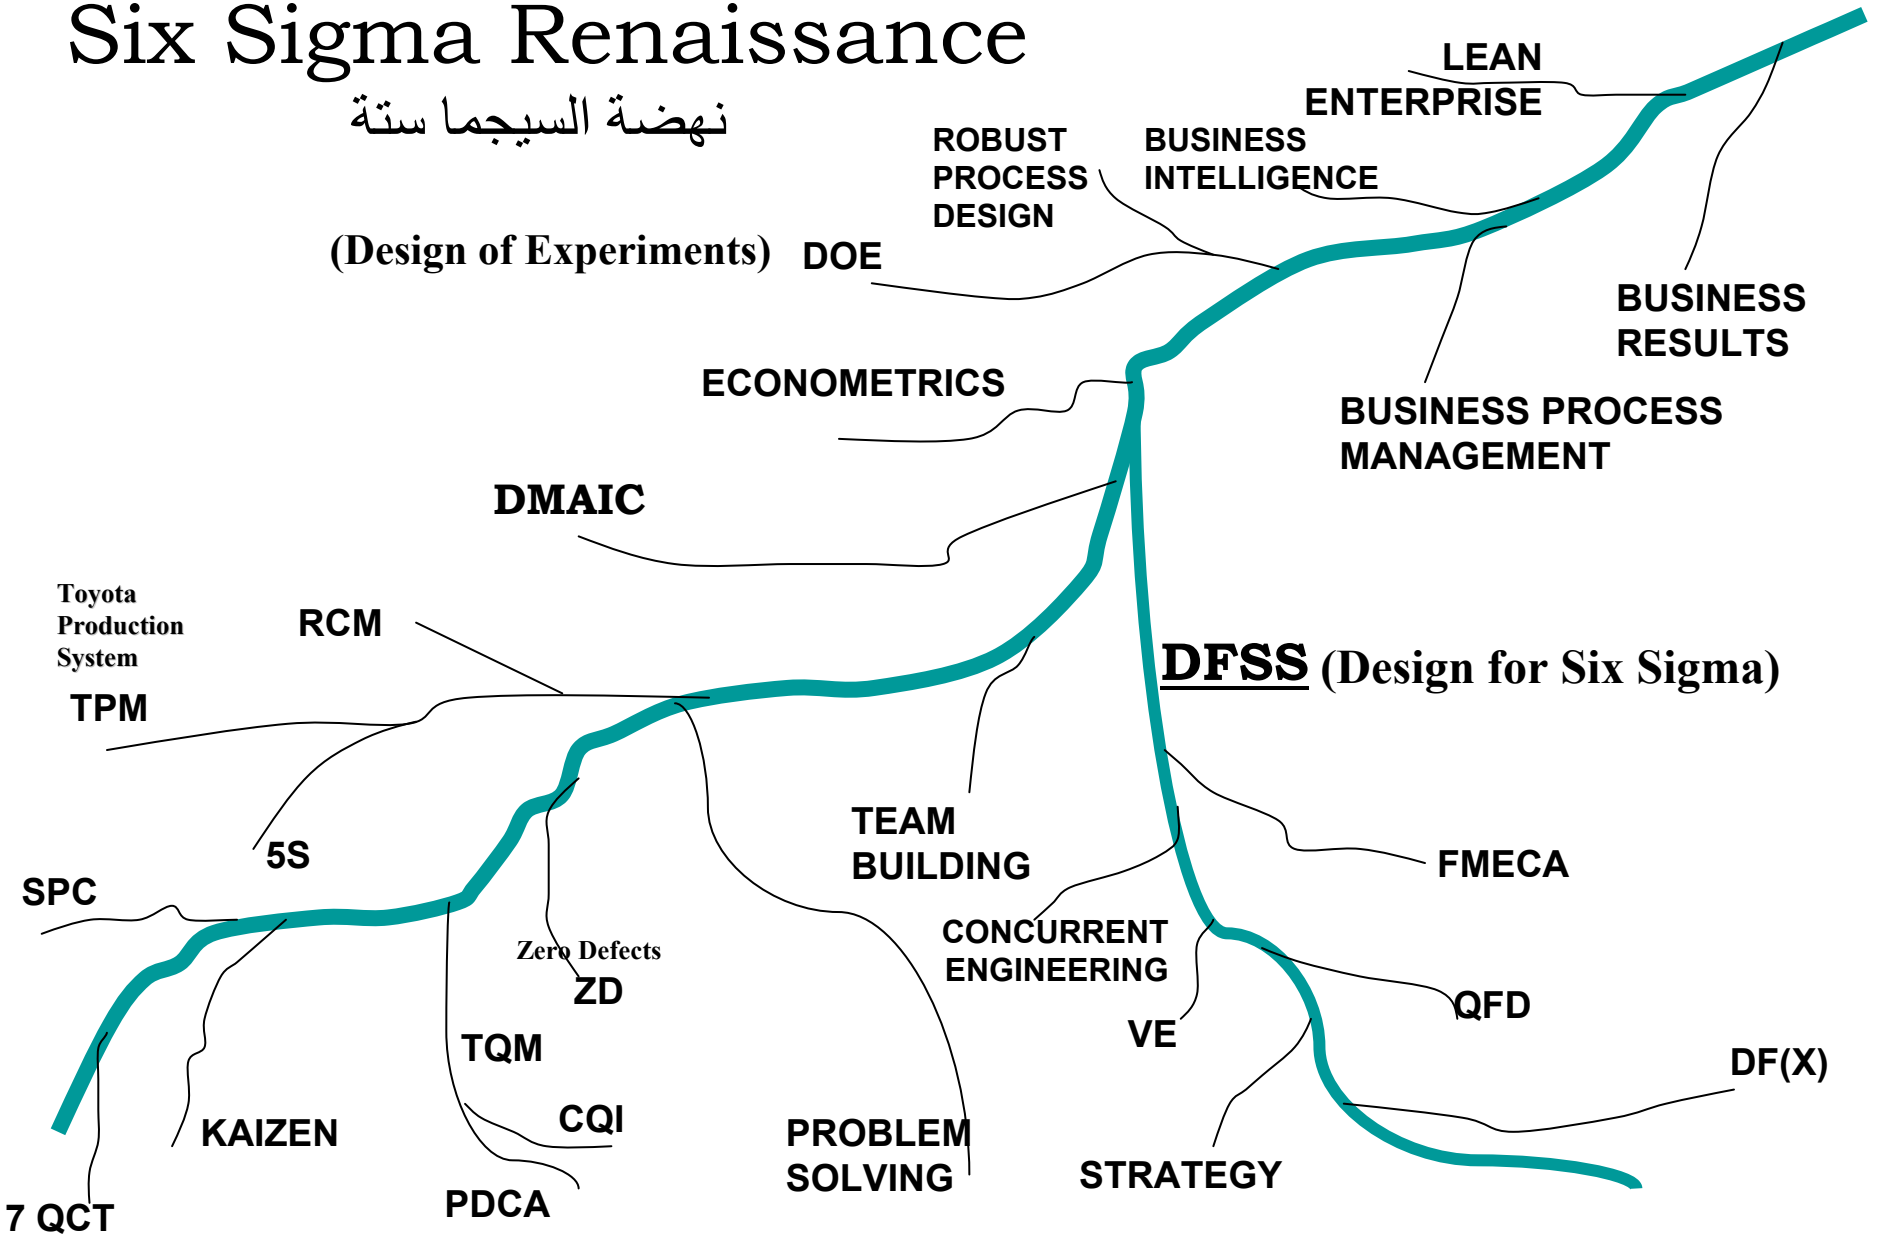 Six Sigma Renaissance
نهضة السيجما ستة
LEAN
ENTERPRISE
ROBUST
PROCESS
DESIGN
BUSINESS
INTELLIGENCE
(Design of Experiments)
DOE
BUSINESS
RESULTS
ECONOMETRICS
BUSINESS PROCESS
MANAGEMENT
DMAIC
Toyota
Production
System
TPM
RCM
DFSS (Design for Six Sigma)
5S
TEAM
BUILDING
FMECA
SPC
CONCURRENT
ENGINEERING
Zero Defects
ZD
VE
QFD
TQM
DF(X)
KAIZEN
CQI
PROBLEM
SOLVING
STRATEGY
PDCA
7 QCT